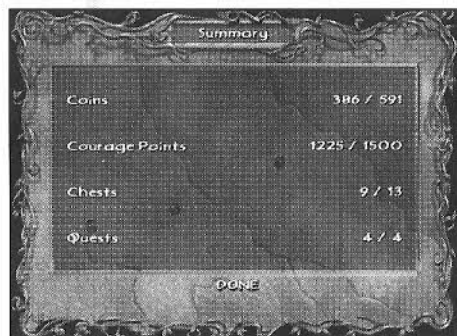 Summary
Coins 386 / 591
Courage Points 1225 / 1500
Chests 9 / 13
Quests 4 / 4
DONE